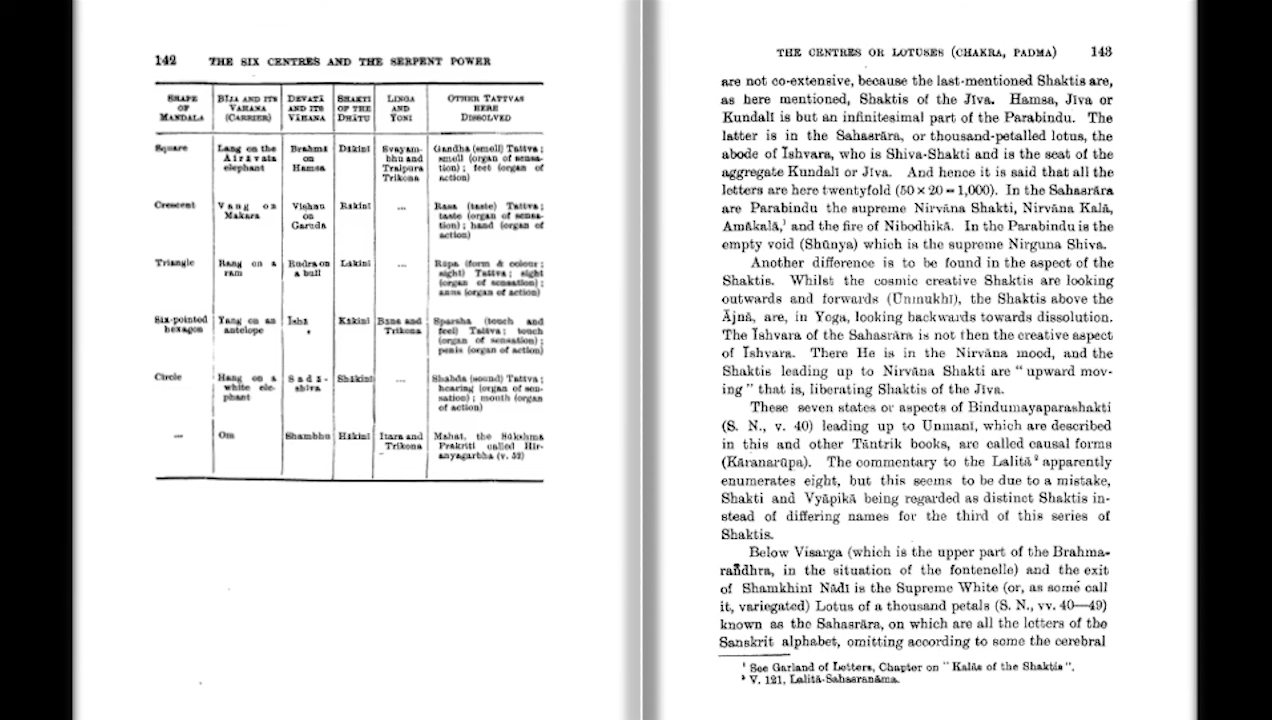 142 THE SIX CENTRES AND THE SERPENT POWER
SHAPE OF MANDALA | BĪJA AND ITS VĀHANA (CARRIER) | DEVATĀ AND ITS VĀHANA | SHAKTI OF THE DHĀTU | LINGA AND YONI | OTHER TATTVAS HERE DISSOLVED
Square | Lang on the Airāvata elephant | Brahmā on Hamsa | Dākinī | Svayambhu and Traipura Trikona | Gandha (smell) Tattva; smell (organ of sensation); feet (organ of action)
Crescent | Vang on Makara | Vishnu on Garuda | Rākinī | ... | Rasa (taste) Tattva; taste (organ of sensation); hand (organ of action)
Triangle | Rang on a ram | Rudra on a bull | Lākinī | ... | Rūpa (form & colour; sight) Tattva; sight (organ of sensation); anus (organ of action)
Six-pointed hexagon | Yang on an antelope | Īshā | Kākinī | Bāna and Trikona | Sparsha (touch and feel) Tattva; touch (organ of sensation); penis (organ of action)
Circle | Hang on a white elephant | Sadāshiva | Shākinī | ... | Shabda (sound) Tattva; hearing (organ of sensation); mouth (organ of action)
— | Om | Shambhu | Hākinī | Itara and Trikona | Mahat, the Sūkshma Prakriti called Hiranyagarbha (v. 52)
THE CENTRES OR LOTUSES (CHAKRA, PADMA) 143
are not co-extensive, because the last-mentioned Shaktis are,
as here mentioned, Shaktis of the Jīva. Hamsa, Jīva or
Kundalī is but an infinitesimal part of the Parabindu. The
latter is in the Sahasrāra, or thousand-petalled lotus, the
abode of Īshvara, who is Shiva-Shakti and is the seat of the
aggregate Kundalī or Jīva. And hence it is said that all the
letters are here twentyfold (50 × 20 = 1,000). In the Sahasrāra
are Parabindu the supreme Nirvāna Shakti, Nirvāna Kalā,
Amākalā,¹ and the fire of Nibodhikā. In the Parabindu is the
empty void (Shūnya) which is the supreme Nirguna Shiva.
Another difference is to be found in the aspect of the
Shaktis. Whilst the cosmic creative Shaktis are looking
outwards and forwards (Unmukhī), the Shaktis above the
Ājnā, are, in Yoga, looking backwards towards dissolution.
The Īshvara of the Sahasrāra is not then the creative aspect
of Īshvara. There He is in the Nirvāna mood, and the
Shaktis leading up to Nirvāna Shakti are “ upward mov-
ing ” that is, liberating Shaktis of the Jīva.
These seven states or aspects of Bindumayaparashakti
(S. N., v. 40) leading up to Unmanī, which are described
in this and other Tāntrik books, are called causal forms
(Kāranarūpa). The commentary to the Lalitā² apparently
enumerates eight, but this seems to be due to a mistake,
Shakti and Vyāpikā being regarded as distinct Shaktis in-
stead of differing names for the third of this series of
Shaktis.
Below Visarga (which is the upper part of the Brahma-
randhra, in the situation of the fontenelle) and the exit
of Shamkhinī Nādī is the Supreme White (or, as some call
it, variegated) Lotus of a thousand petals (S. N., vv. 40—49)
known as the Sahasrāra, on which are all the letters of the
Sanskrit alphabet, omitting according to some the cerebral
¹ See Garland of Letters, Chapter on “ Kalās of the Shaktis ”.
² V. 121, Lalitā-Sahasranāma.